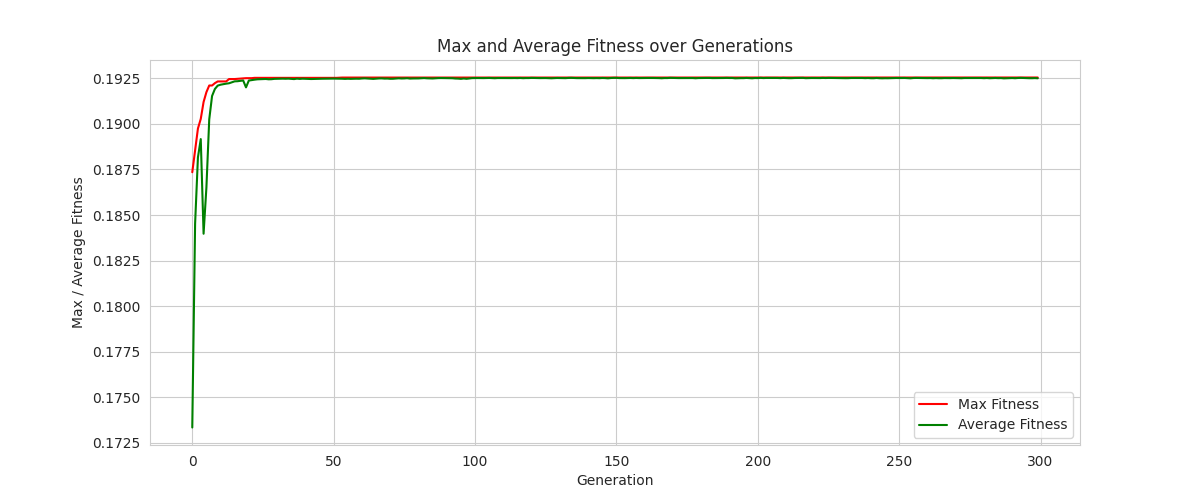 Max and Average Fitness over Generations
Max / Average Fitness
0.1925
0.1900
0.1875
0.1850
0.1825
0.1800
0.1775
0.1750
0.1725
0 50 100 150 200 250 300
Generation
Max Fitness
Average Fitness